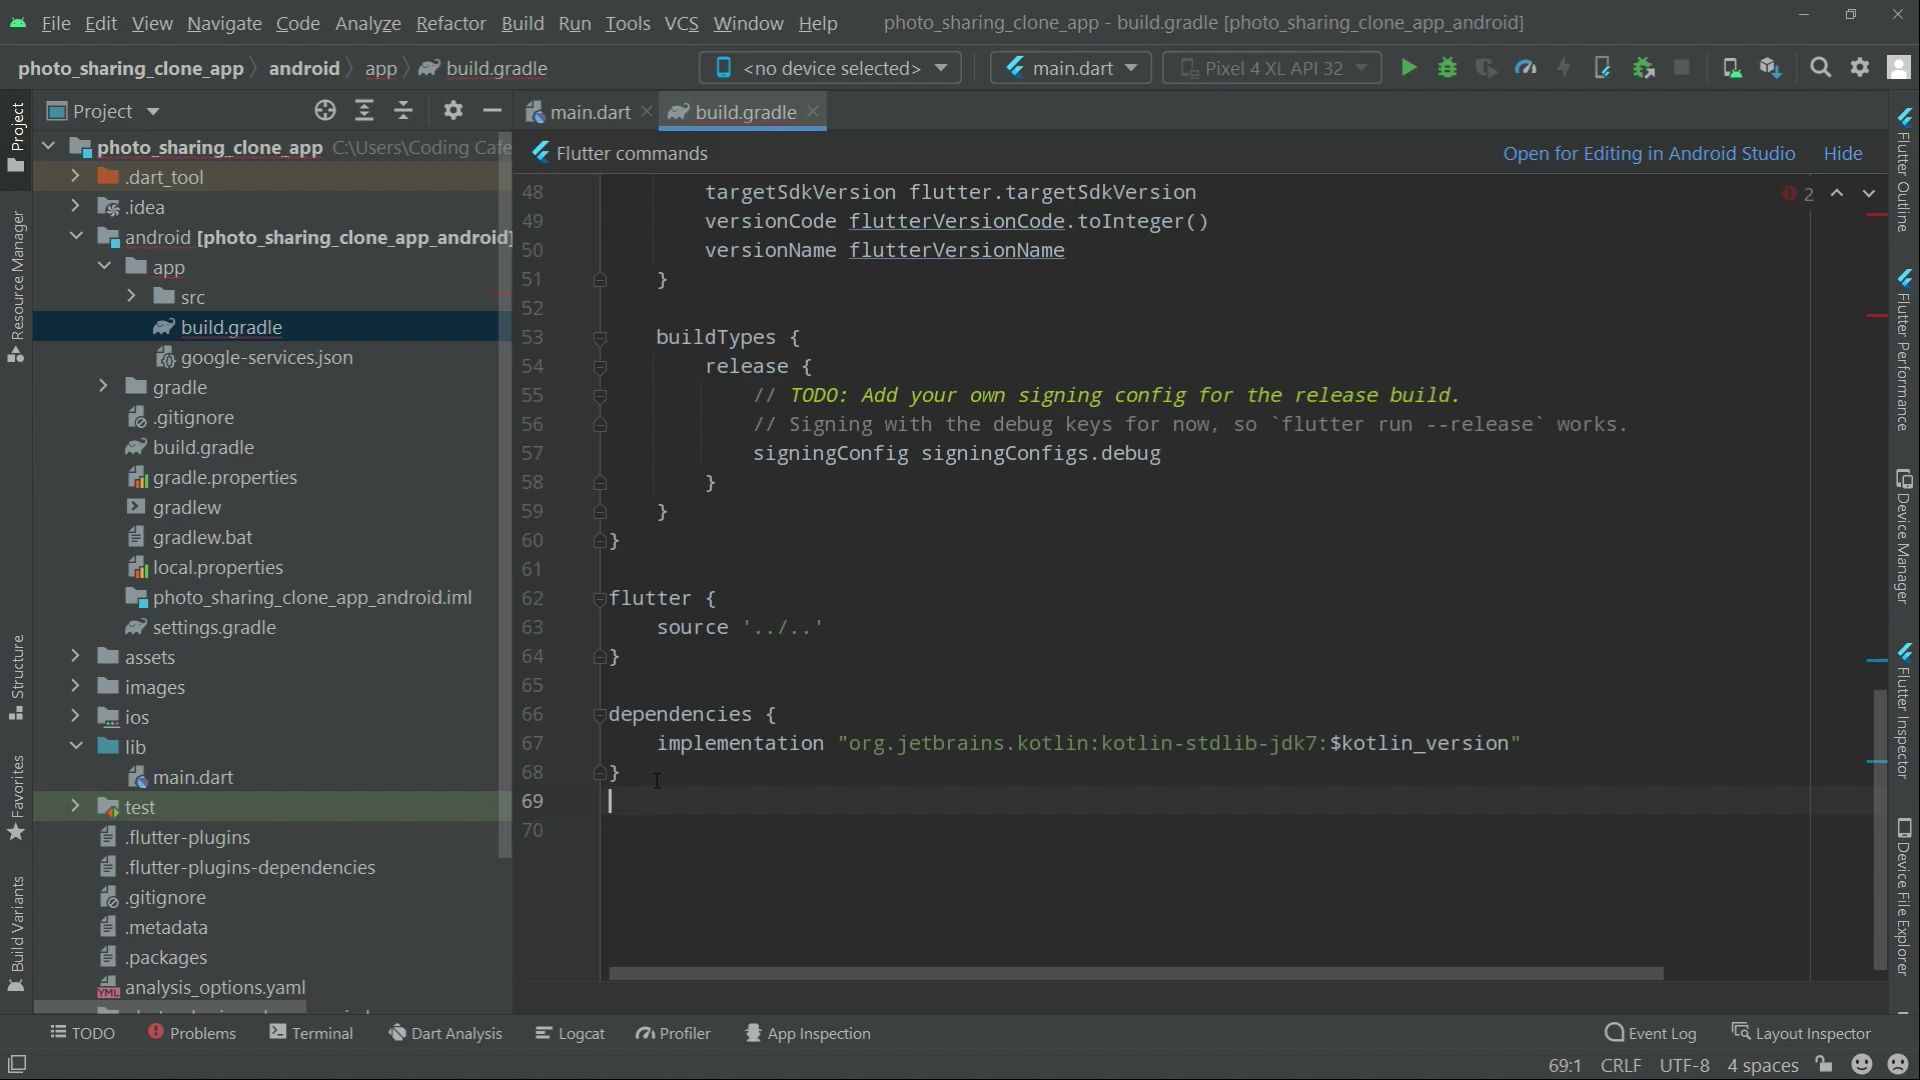 File Edit View Navigate Code Analyze Refactor Build Run Tools VCS Window Help photo_sharing_clone_app - build.gradle [photo_sharing_clone_app_android]
photo_sharing_clone_app android app build.gradle <no device selected> main.dart Pixel 4 XL API 32
Project
main.dart build.gradle
photo_sharing_clone_app C:\Users\Coding Cafe
Flutter commands Open for Editing in Android Studio Hide
.dart_tool
.idea
android [photo_sharing_clone_app_android]
app
src
build.gradle
google-services.json
gradle
.gitignore
build.gradle
gradle.properties
gradlew
gradlew.bat
local.properties
photo_sharing_clone_app_android.iml
settings.gradle
assets
images
ios
lib
main.dart
test
.flutter-plugins
.flutter-plugins-dependencies
.gitignore
.metadata
.packages
analysis_options.yaml
2
48 targetSdkVersion flutter.targetSdkVersion
49 versionCode flutterVersionCode.toInteger()
50 versionName flutterVersionName
51 }
52
53 buildTypes {
54 release {
55 // TODO: Add your own signing config for the release build.
56 // Signing with the debug keys for now, so `flutter run --release` works.
57 signingConfig signingConfigs.debug
58 }
59 }
60 }
61
62 flutter {
63 source '../..'
64 }
65
66 dependencies {
67 implementation "org.jetbrains.kotlin:kotlin-stdlib-jdk7:$kotlin_version"
68 }
69
70
Project
Resource Manager
Structure
Favorites
Build Variants
Flutter Outline
Flutter Performance
Device Manager
Flutter Inspector
Device File Explorer
TODO Problems Terminal Dart Analysis Logcat Profiler App Inspection Event Log Layout Inspector
69:1 CRLF UTF-8 4 spaces